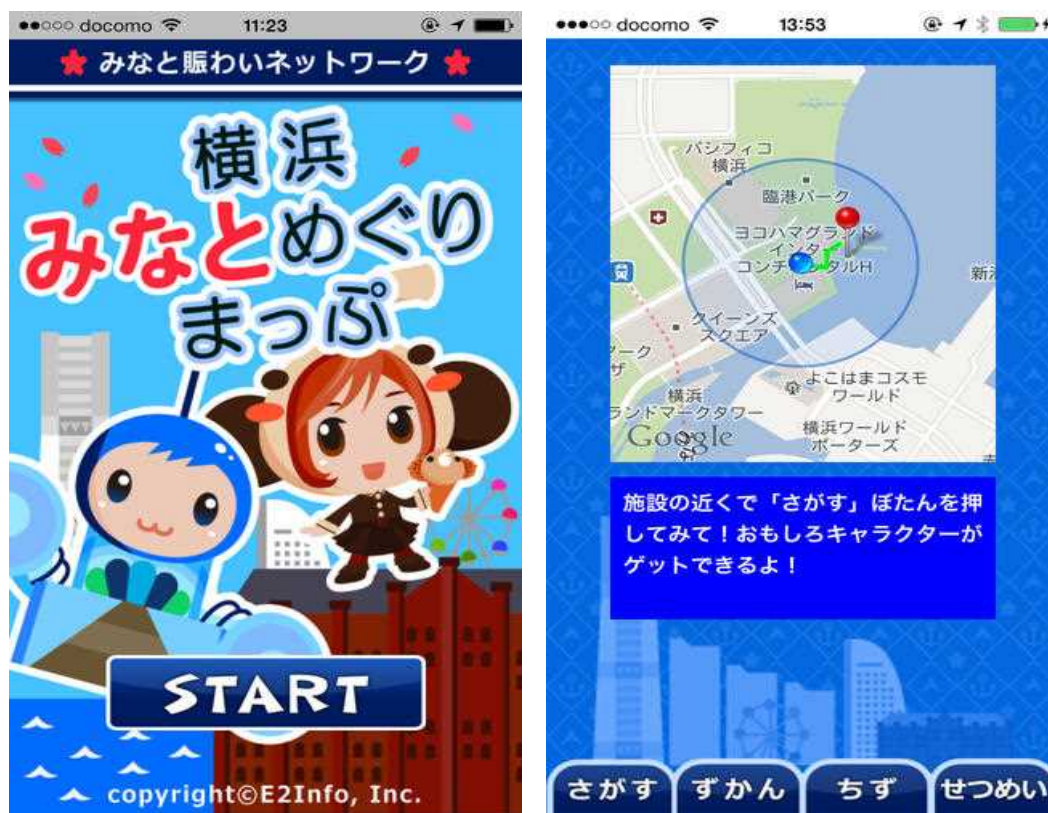 docomo 11:23
みなと賑わいネットワーク
横浜
みなとめぐり
まっぷ
START
copyright©E2Info, Inc.
docomo 13:53
パシフィコ
横浜
臨港パーク
ヨコハマグランド
インター
コンチ
タルH
新港
クイーンズ
スクエア
ーク
ザ
よこはまコスモ
ワールド
横浜
ランドマークタワー
横浜ワールド
ポーターズ
Google
施設の近くで「さがす」ぼたんを押
してみて！おもしろキャラクターが
ゲットできるよ！
さがす
ずかん
ちず
せつめい